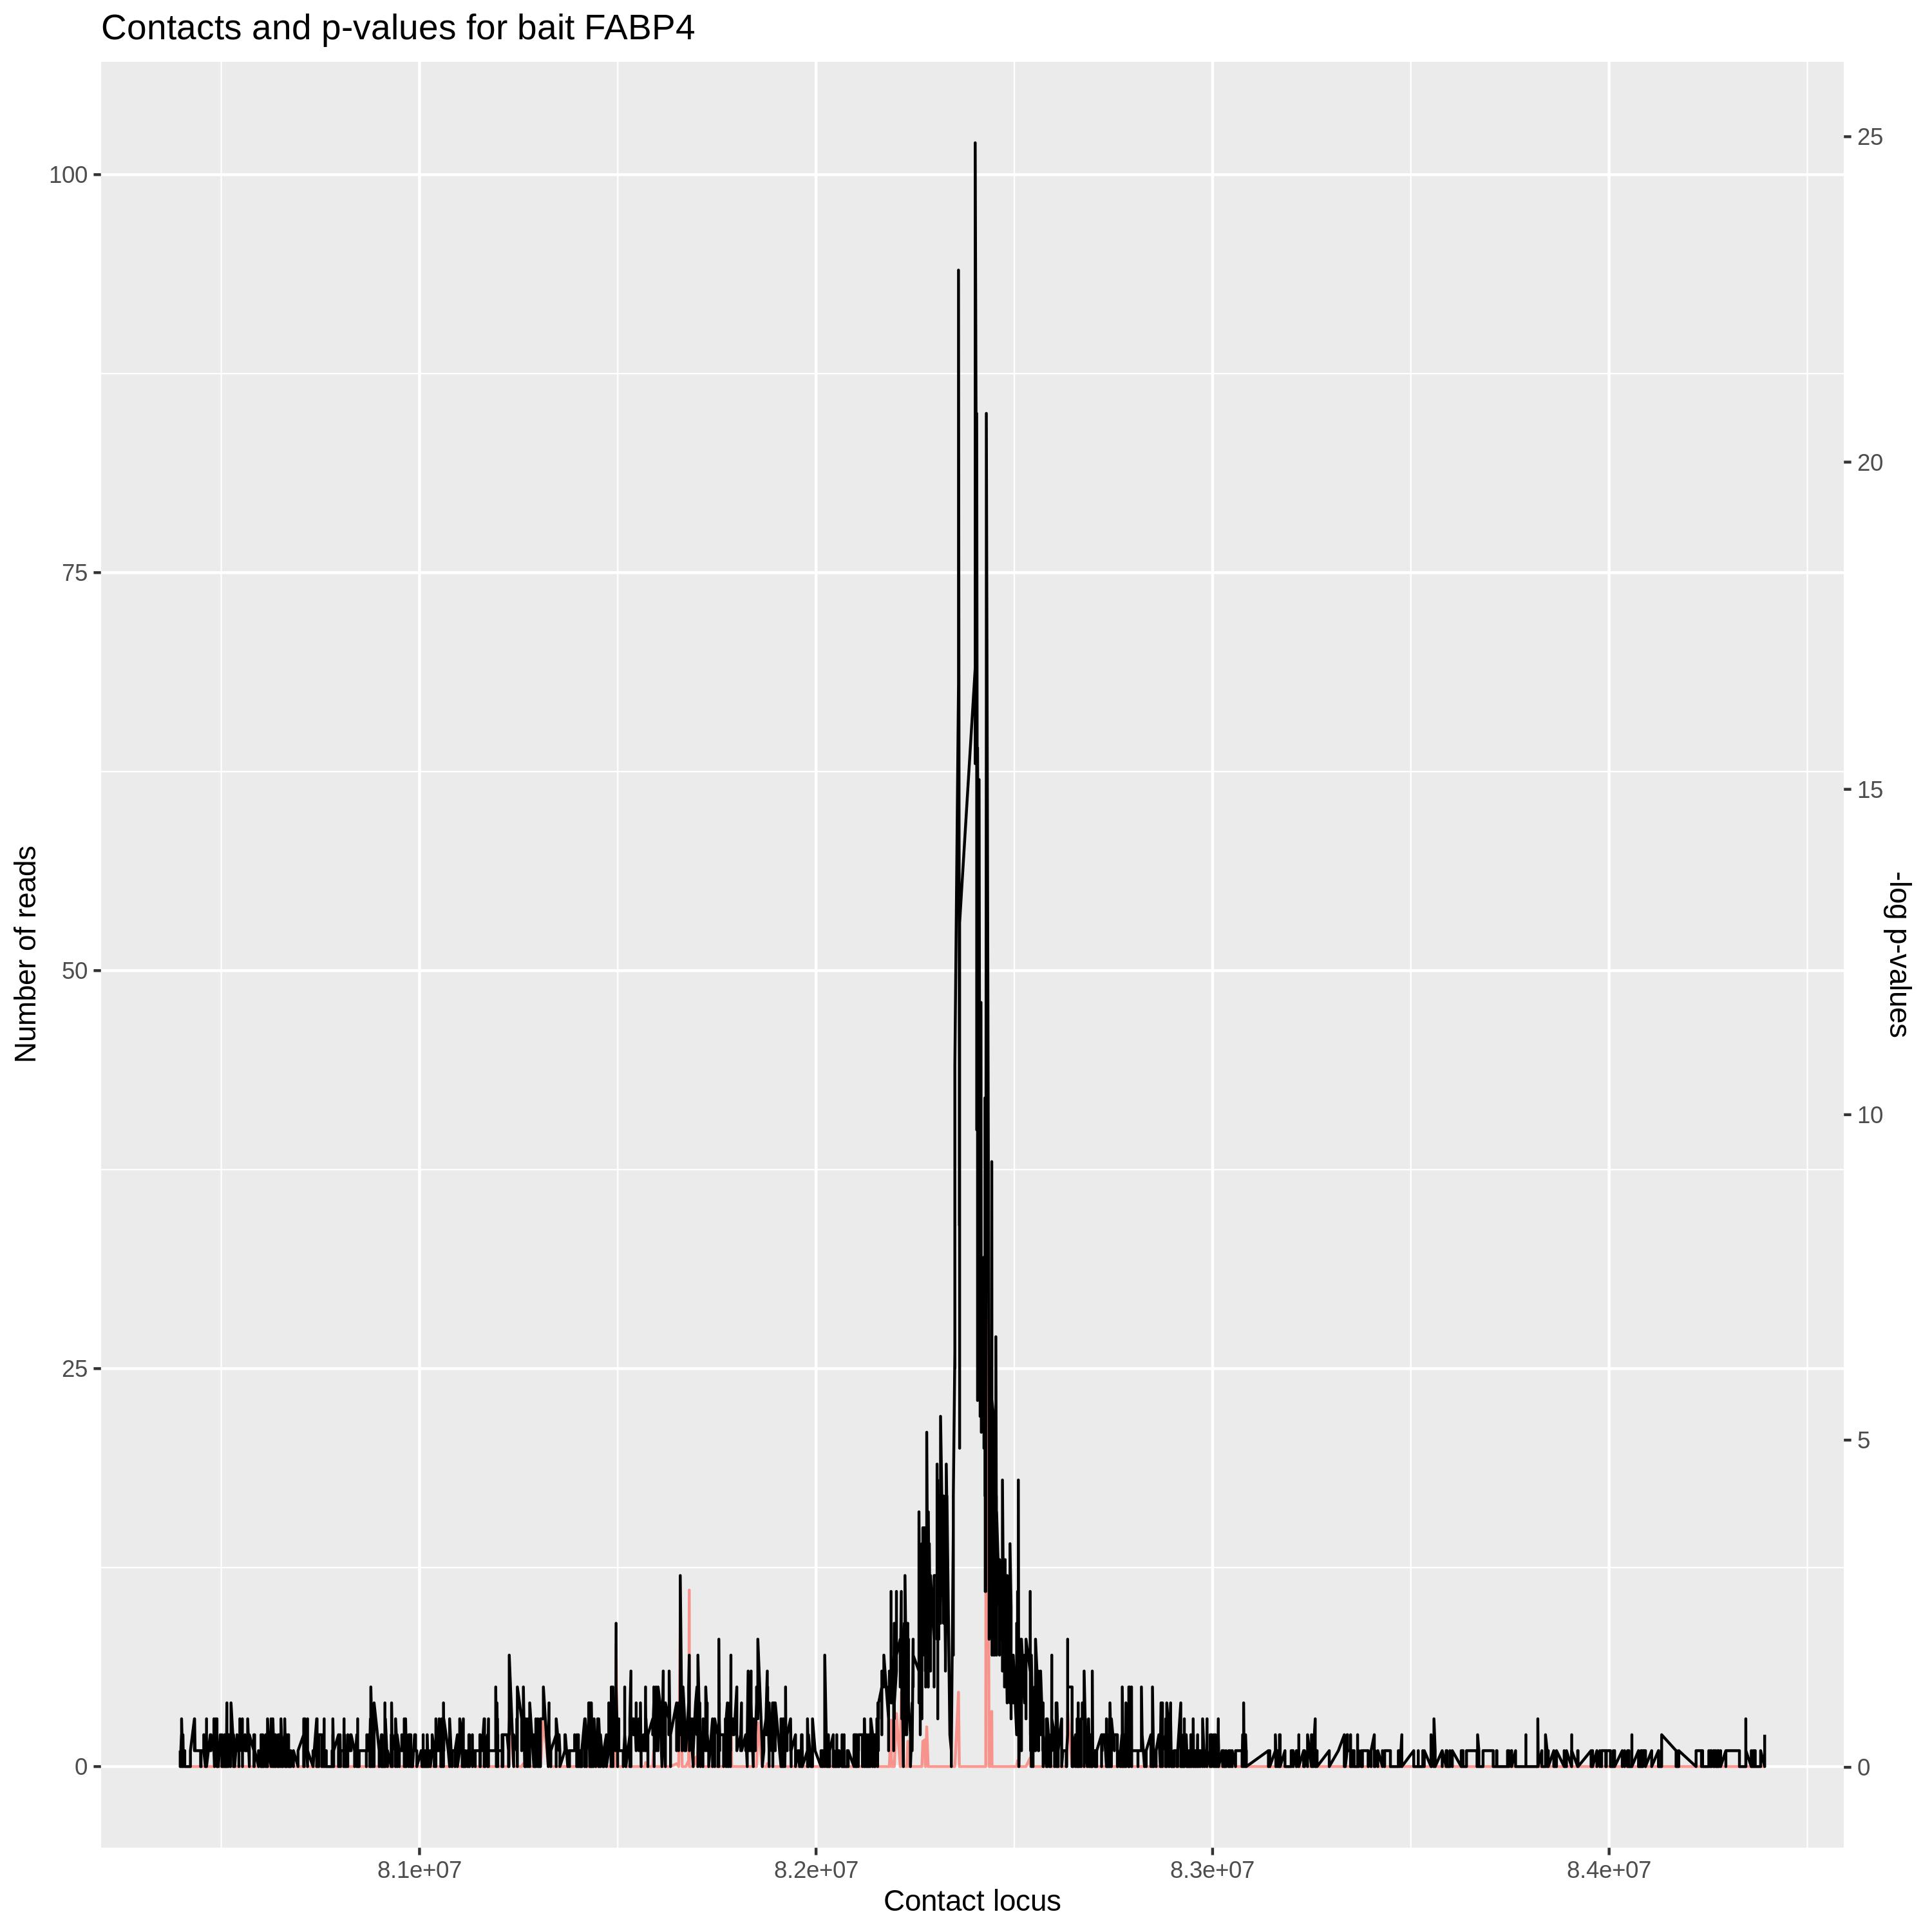 Contacts and p-values for bait FABP4
100
75
50
25
0
Number of reads
25
20
15
10
5
0
-log p-values
8.1e+07
8.2e+07
8.3e+07
8.4e+07
Contact locus